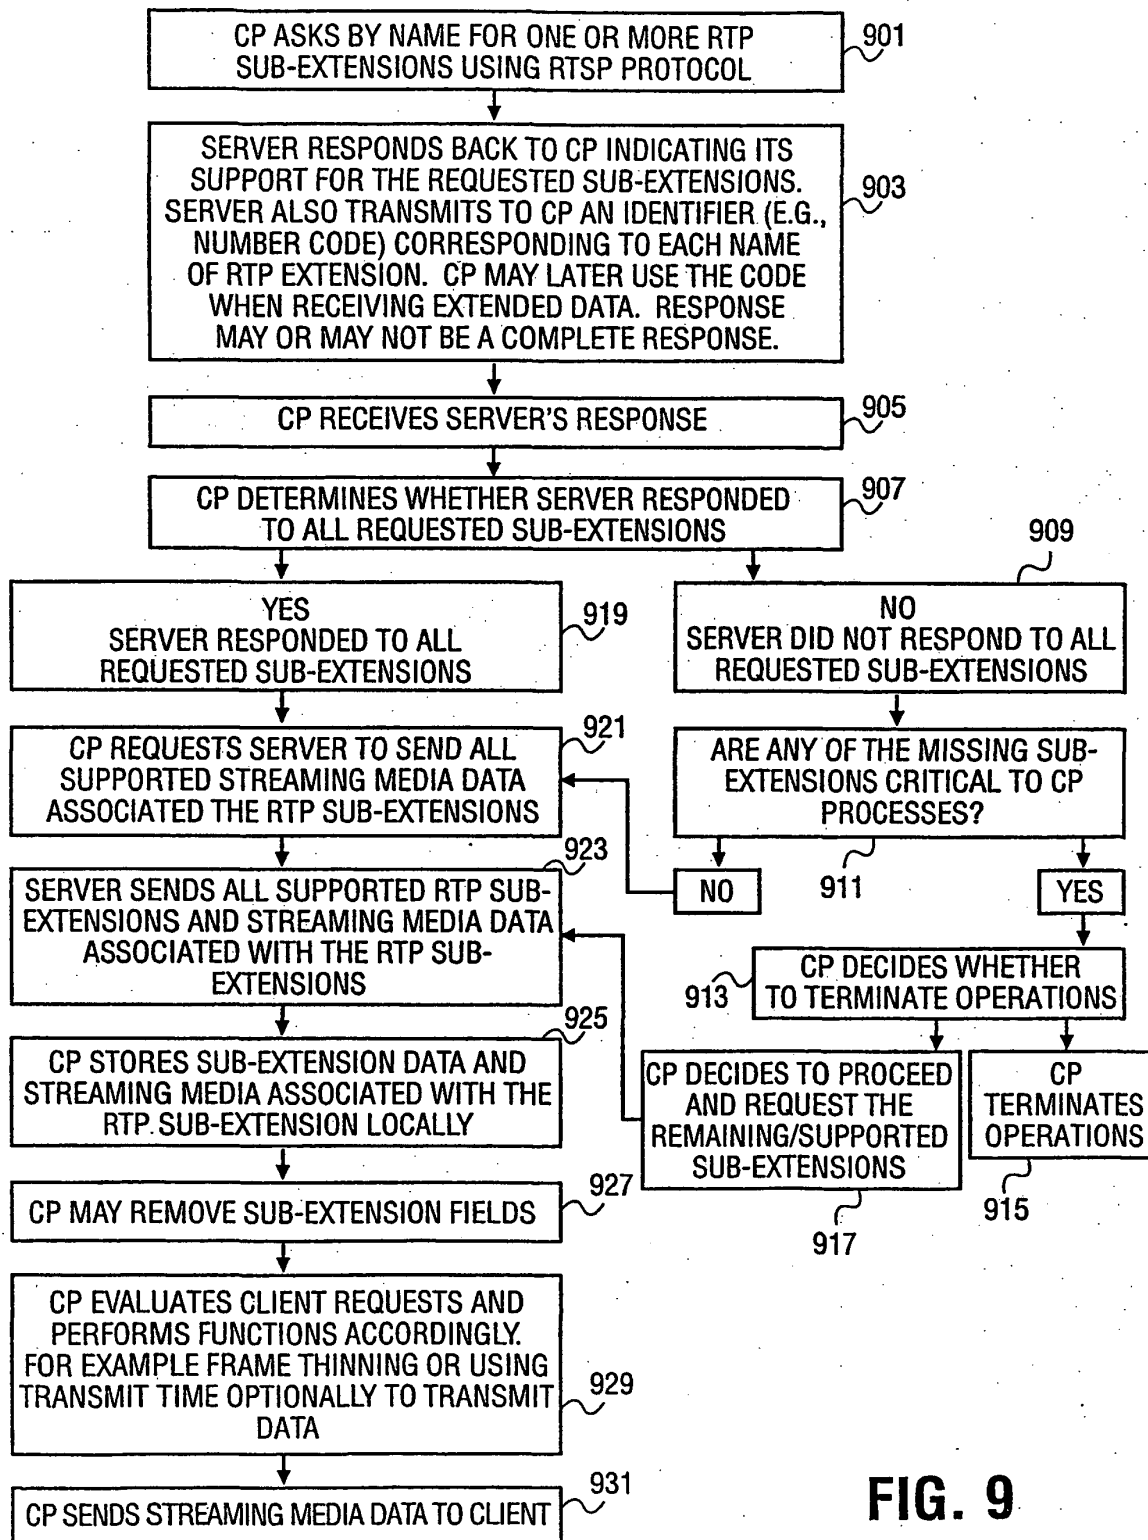 CP ASKS BY NAME FOR ONE OR MORE RTP
SUB-EXTENSIONS USING RTSP PROTOCOL
901
SERVER RESPONDS BACK TO CP INDICATING ITS
SUPPORT FOR THE REQUESTED SUB-EXTENSIONS.
SERVER ALSO TRANSMITS TO CP AN IDENTIFIER (E.G.,
NUMBER CODE) CORRESPONDING TO EACH NAME
OF RTP EXTENSION. CP MAY LATER USE THE CODE
WHEN RECEIVING EXTENDED DATA. RESPONSE
MAY OR MAY NOT BE A COMPLETE RESPONSE.
903
CP RECEIVES SERVER'S RESPONSE
905
CP DETERMINES WHETHER SERVER RESPONDED
TO ALL REQUESTED SUB-EXTENSIONS
907
YES
SERVER RESPONDED TO ALL
REQUESTED SUB-EXTENSIONS
919
909
NO
SERVER DID NOT RESPOND TO ALL
REQUESTED SUB-EXTENSIONS
CP REQUESTS SERVER TO SEND ALL
SUPPORTED STREAMING MEDIA DATA
ASSOCIATED THE RTP SUB-EXTENSIONS
921
ARE ANY OF THE MISSING SUB-
EXTENSIONS CRITICAL TO CP
PROCESSES?
911
NO
YES
923
SERVER SENDS ALL SUPPORTED RTP SUB-
EXTENSIONS AND STREAMING MEDIA DATA
ASSOCIATED WITH THE RTP SUB-
EXTENSIONS
CP DECIDES WHETHER
TO TERMINATE OPERATIONS
913
925
CP STORES SUB-EXTENSION DATA AND
STREAMING MEDIA ASSOCIATED WITH THE
RTP SUB-EXTENSION LOCALLY
CP DECIDES TO PROCEED
AND REQUEST THE
REMAINING/SUPPORTED
SUB-EXTENSIONS
917
CP
TERMINATES
OPERATIONS
915
CP MAY REMOVE SUB-EXTENSION FIELDS
927
CP EVALUATES CLIENT REQUESTS AND
PERFORMS FUNCTIONS ACCORDINGLY.
FOR EXAMPLE FRAME THINNING OR USING
TRANSMIT TIME OPTIONALLY TO TRANSMIT
DATA
929
CP SENDS STREAMING MEDIA DATA TO CLIENT
931
FIG. 9